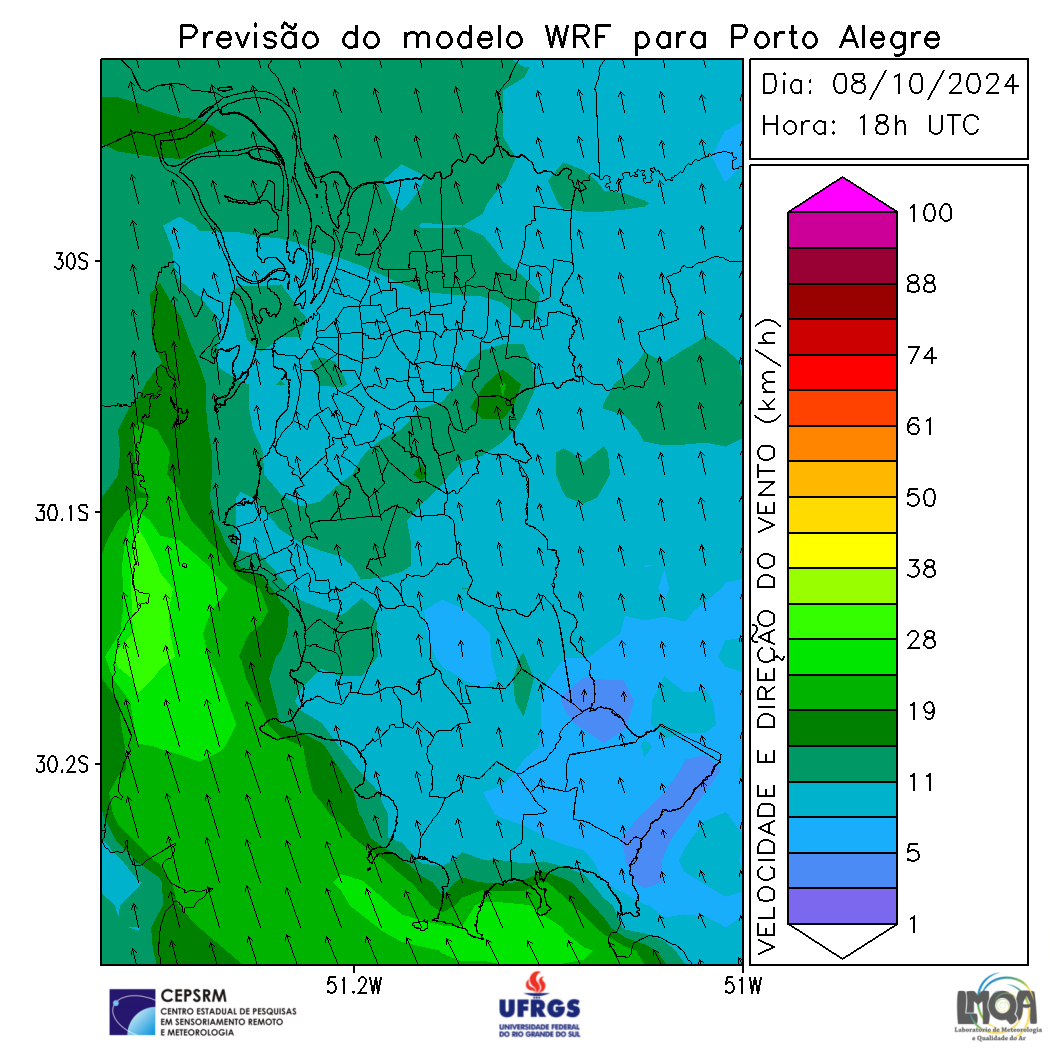 Previsão do modelo WRF para Porto Alegre
Dia: 08/10/2024
Hora: 18h UTC
30S
30.1S
30.2S
51.2W
51W
VELOCIDADE E DIREÇÃO DO VENTO (km/h)
100
88
74
61
50
38
28
19
11
5
1
CEPSRM
CENTRO ESTADUAL DE PESQUISAS
EM SENSORIAMENTO REMOTO
E METEOROLOGIA
UFRGS
UNIVERSIDADE FEDERAL
DO RIO GRANDE DO SUL
LMQA
Laboratório de Meteorologia
e Qualidade do Ar